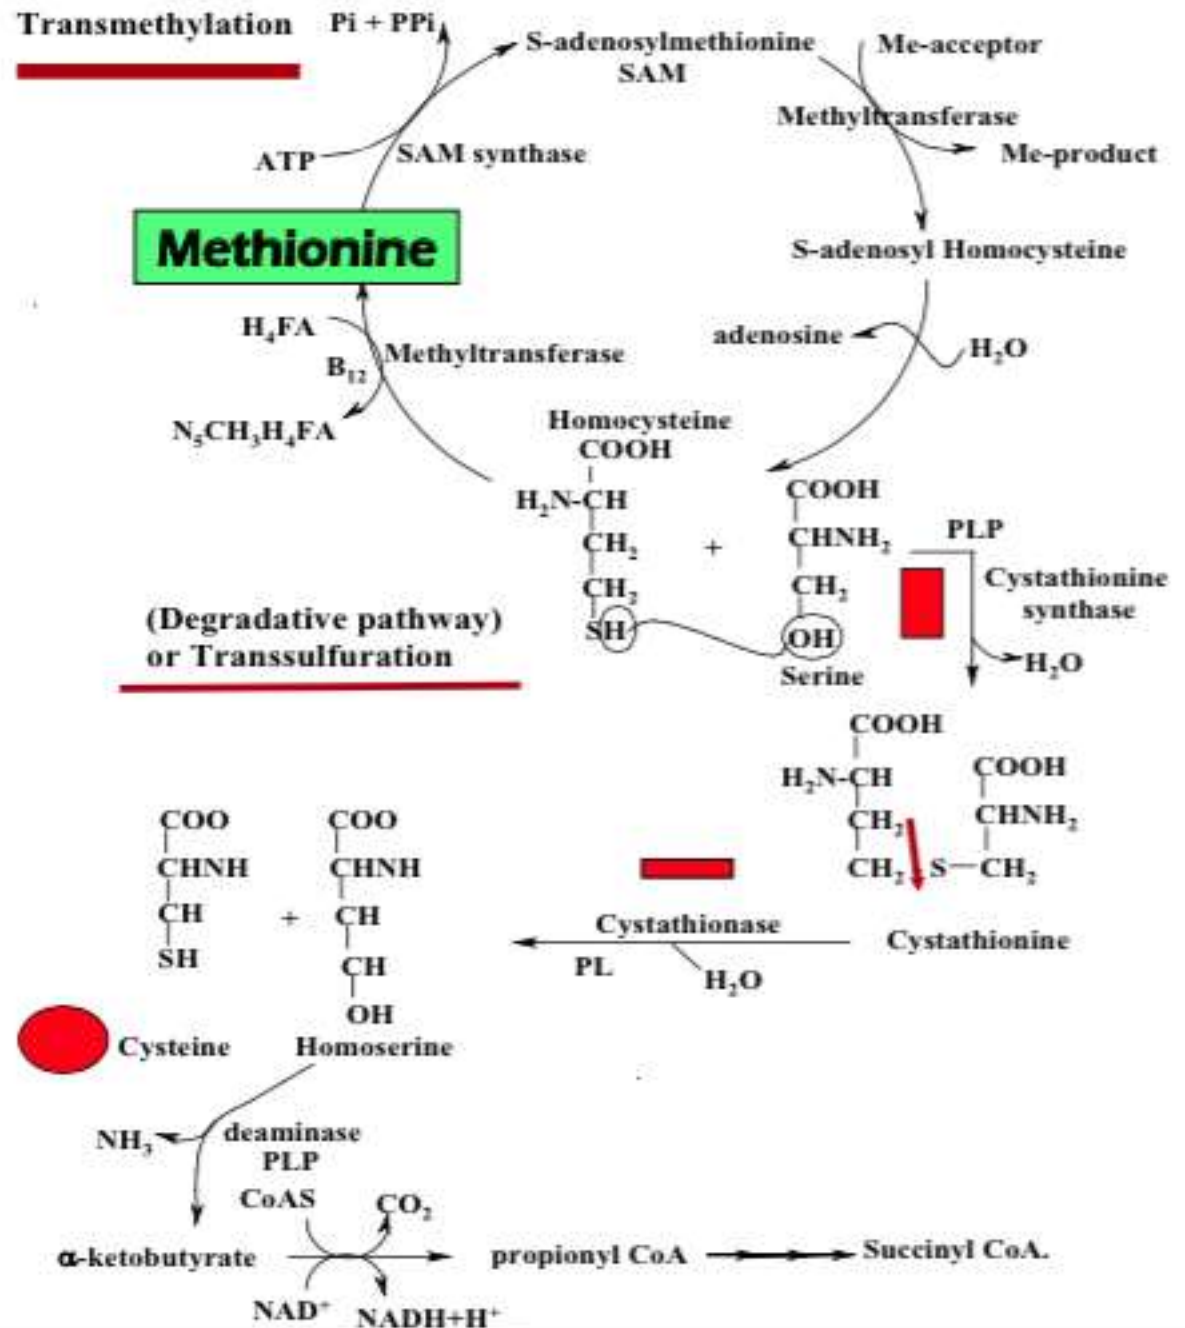 Transmethylation
Pi + PPi
S-adenosylmethionine
SAM
Me-acceptor
Methyltransferase
Me-product
ATP
SAM synthase
Methionine
S-adenosyl Homocysteine
H₄FA
Methyltransferase
B₁₂
N₅CH₃H₄FA
adenosine
H₂O
Homocysteine
COOH
H₂N-CH
CH₂
CH₂
SH
+
COOH
CHNH₂
CH₂
OH
Serine
PLP
Cystathionine
synthase
H₂O
(Degradative pathway)
or Transsulfuration
COOH
H₂N-CH
CH₂
CH₂
S-CH₂
CHNH₂
COOH
Cystathionine
Cystathionase
PL
H₂O
COO
CHNH
CH
SH
+
COO
CHNH
CH
CH
OH
Cysteine
Homoserine
NH₃
deaminase
PLP
CoAS
CO₂
α-ketobutyrate
propionyl CoA
Succinyl CoA.
NAD⁺
NADH+H⁺